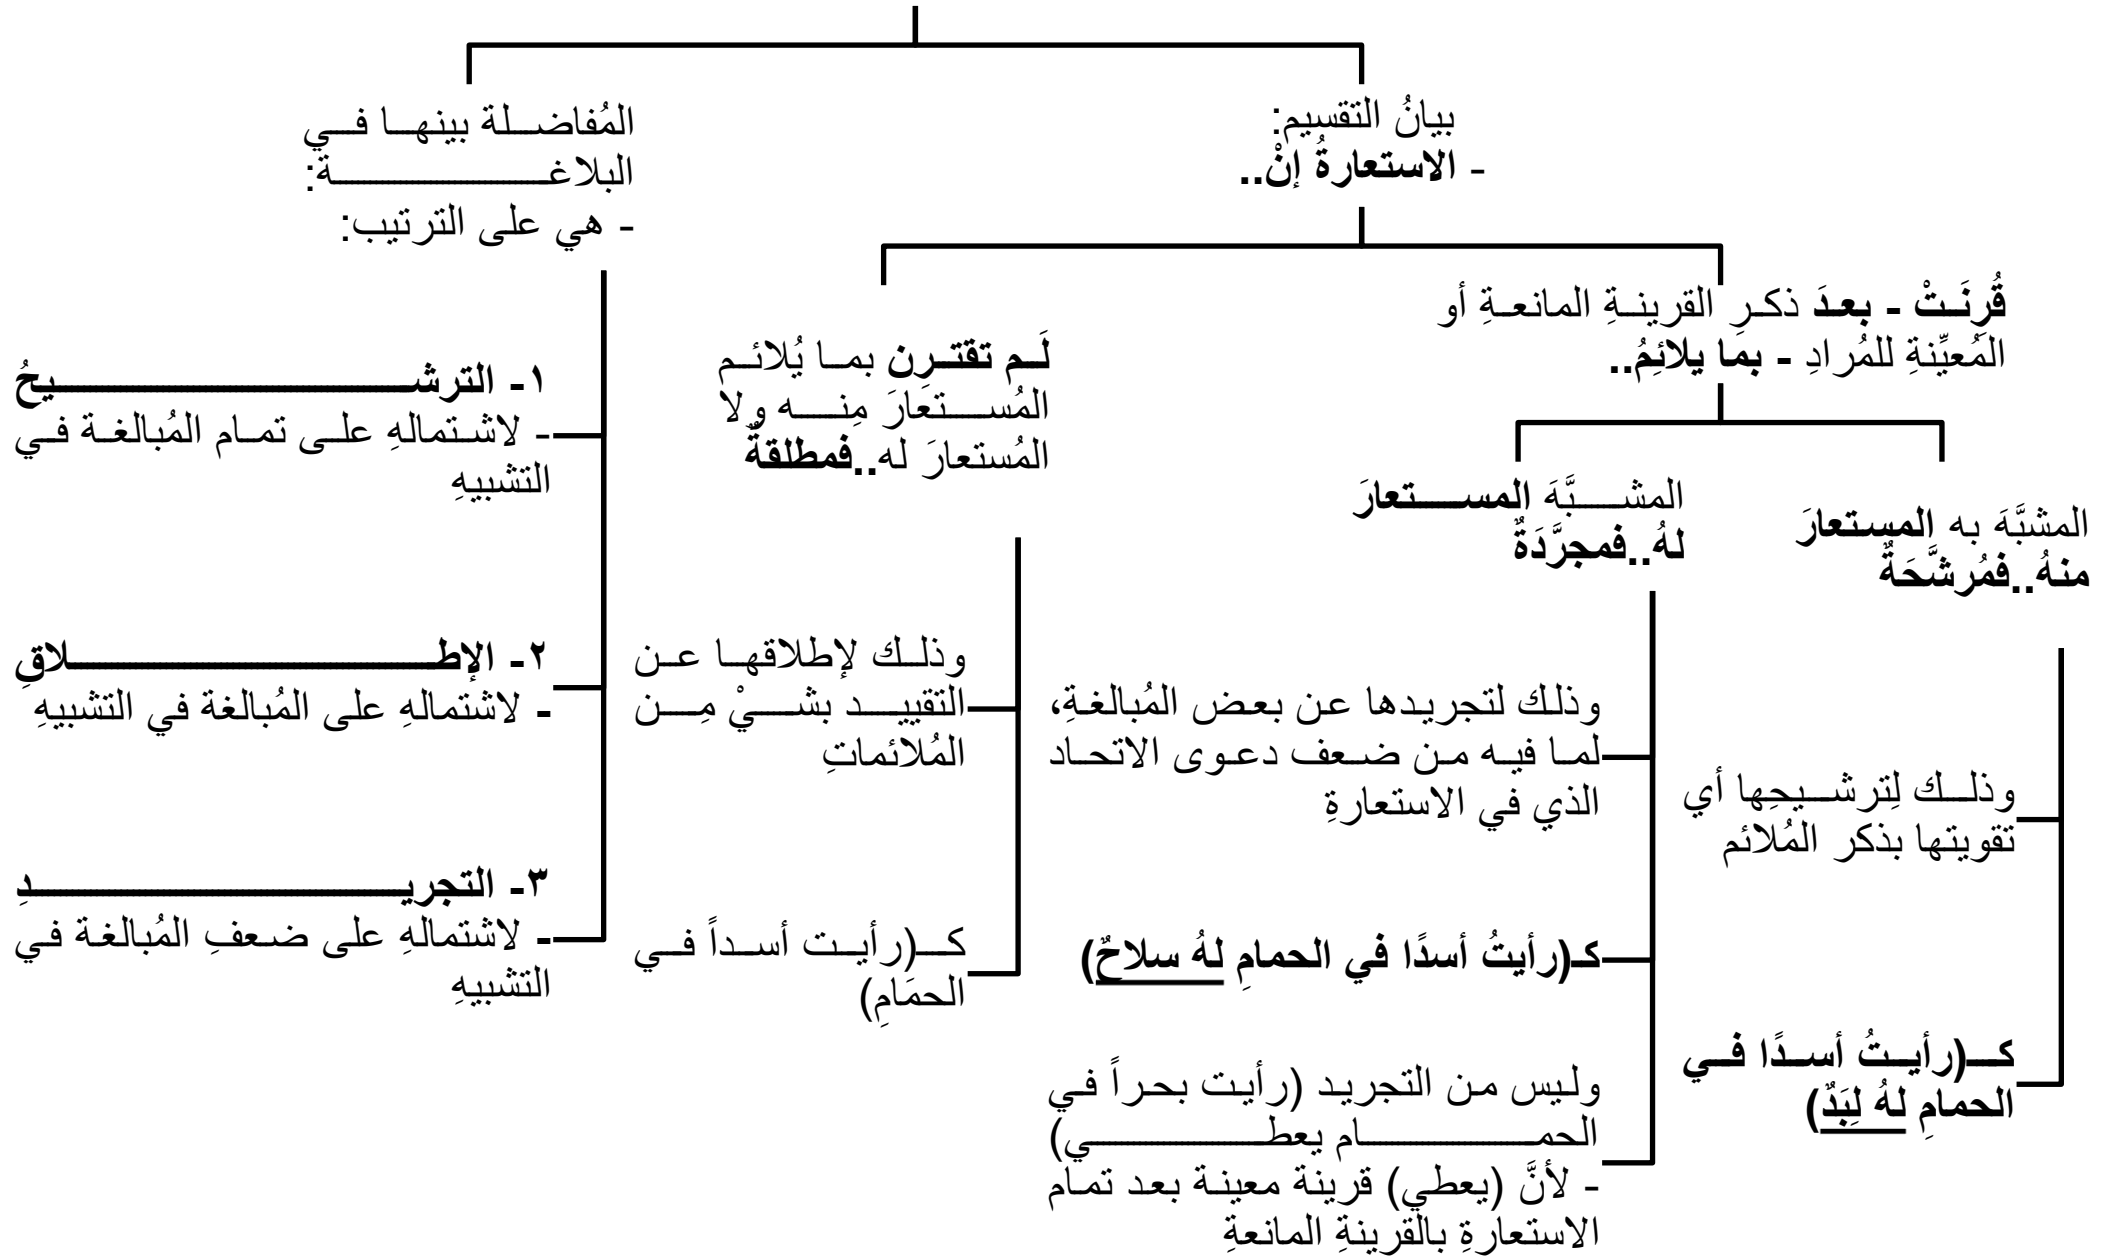 بيانُ التقسيم:
- الاستعارةُ إنْ..
قُرِنَتْ - بعدَ ذكرِ القرينةِ المانعةِ أو
المُعيِّنةِ للمُرادِ - بما يلائِمُ..
المشبَّهَ به المستعارَ
منهُ..فمُرشَّحَةٌ
وذلك لِترشيحِها أي
تقويتها بذكر المُلائم
كـ(رأيتُ أسدًا في
الحمامِ لهُ لِبَدٌ)
المشبَّهَ المستعارَ
لهُ..فمجرَّدَةٌ
وذلك لتجريدها عن بعض المُبالغةِ،
لما فيه من ضعف دعوى الاتحاد
الذي في الاستعارةِ
كـ(رأيتُ أسدًا في الحمامِ لهُ سلاحٌ)
وليس من التجريد (رأيت بحراً في
الحمام يعطي)
- لأنَّ (يعطي) قرينة معينة بعد تمام
الاستعارةِ بالقرينةِ المانعةِ
لَم تقترِن بما يُلائم
المُستعَارَ مِنه ولا
المُستعارَ له..فمطلقةٌ
وذلك لإطلاقها عن
التقييد بشيْ مِن
المُلائماتِ
كـ(رأيت أسداً في
الحمَامِ)
المُفاضلة بينها في
البلاغة:
- هي على الترتيب:
١- الترشيحُ
- لاشتمالهِ على تمام المُبالغة في
التشبيهِ
٢- الإطلاقِ
- لاشتمالهِ على المُبالغة في التشبيهِ
٣- التجريدِ
- لاشتمالهِ على ضعفِ المُبالغة في
التشبيهِ